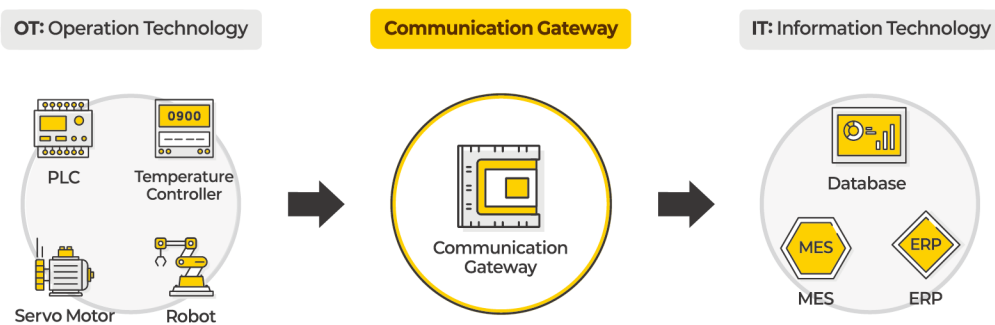 OT: Operation Technology
Communication Gateway
IT: Information Technology
PLC
0900
Temperature
Controller
Servo Motor
Robot
Communication
Gateway
Database
MES
ERP
MES
ERP